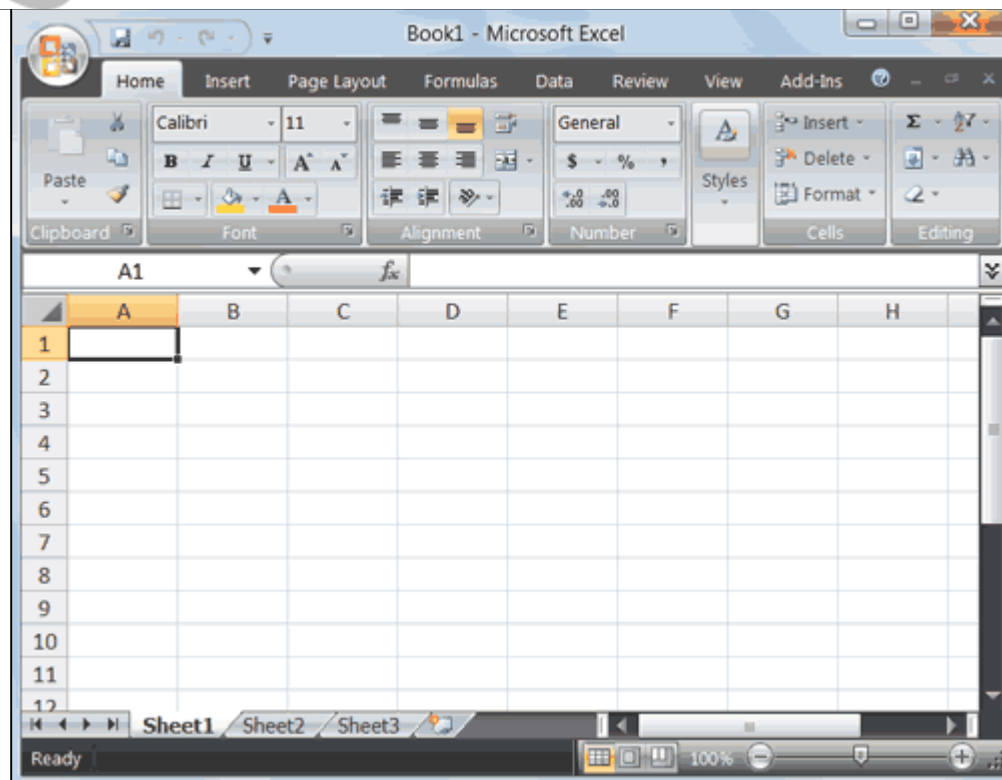 Book1 - Microsoft Excel
Home Insert Page Layout Formulas Data Review View Add-Ins
Calibri 11 General Insert Σ
B I U A A $ % , Delete
Paste Styles
A Format
Clipboard Font Alignment Number Cells Editing
A1 fx
A B C D E F G H
1
2
3
4
5
6
7
8
9
10
11
12
Sheet1 Sheet2 Sheet3
Ready 100%